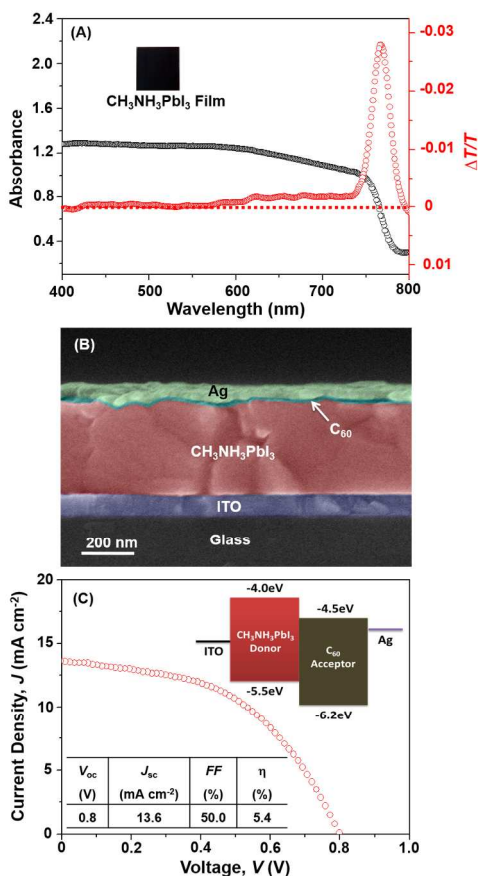 (A)
CH₃NH₃PbI₃ Film
Absorbance
2.4
2.0
1.6
1.2
0.8
0.4
-0.03
-0.02
-0.01
0
0.01
ΔT/T
400 500 600 700 800
Wavelength (nm)
(B)
Ag
C₆₀
CH₃NH₃PbI₃
ITO
200 nm
Glass
(C)
Current Density, J (mA cm⁻²)
20
15
10
5
0
-4.0eV
-4.5eV
ITO
CH₃NH₃PbI₃
Donor
C₆₀
Acceptor
Ag
-5.5eV
-6.2eV
Voc Jsc FF η
(V) (mA cm⁻²) (%) (%)
0.8 13.6 50.0 5.4
0 0.2 0.4 0.6 0.8 1.0
Voltage, V (V)